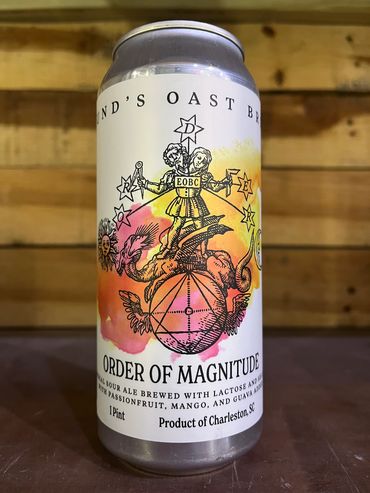 UND'S OAST BR
D
R EOBC E
O R
ORDER OF MAGNITUDE
SOUR ALE BREWED WITH LACTOSE AND
WITH PASSIONFRUIT, MANGO, AND GUAVA
1 Pint Product of Charleston, SC